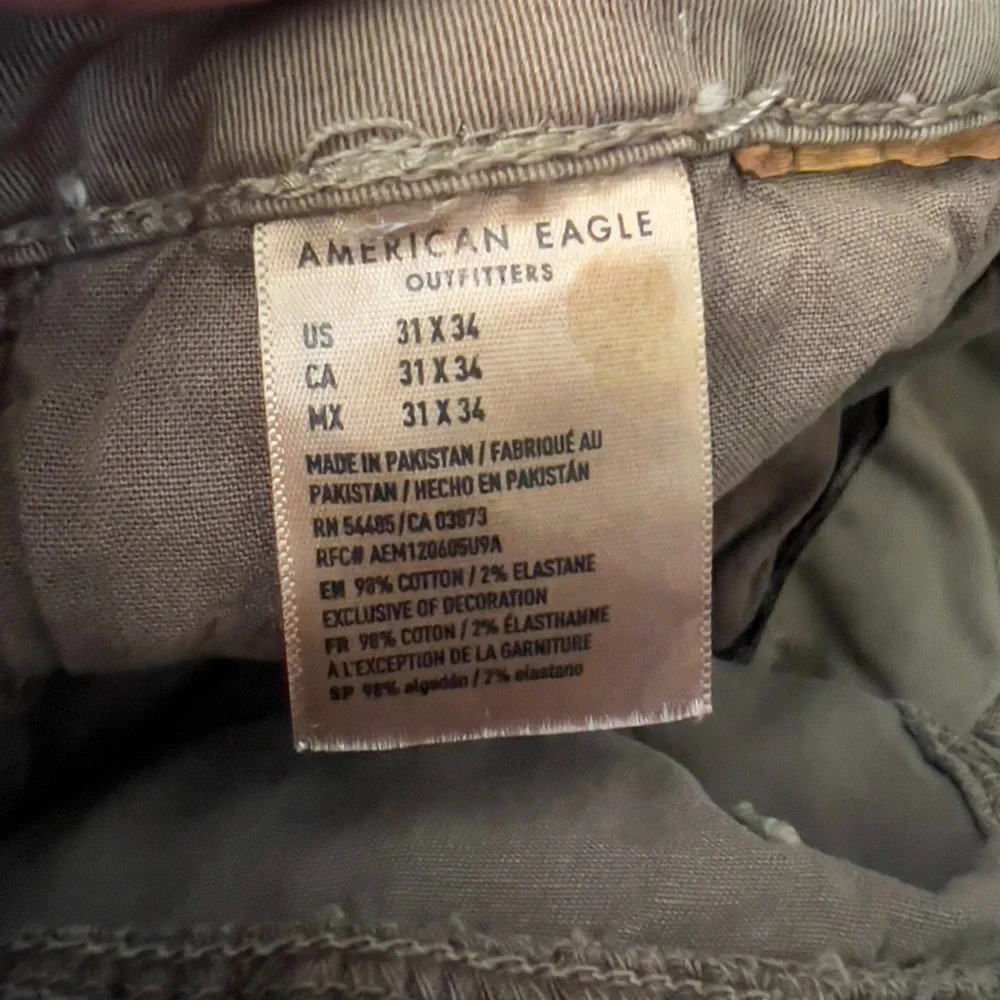 AMERICAN EAGLE
OUTFITTERS
US 31 X 34
CA 31 X 34
MX 31 X 34
MADE IN PAKISTAN / FABRIQUÉ AU
PAKISTAN / HECHO EN PAKISTÁN
RN 54485 / CA 03873
RFC# AEM120605U9A
EN 98% COTTON / 2% ELASTANE
EXCLUSIVE OF DECORATION
FR 98% COTON / 2% ÉLASTHANNE
À L'EXCEPTION DE LA GARNITURE
SP 98% algodón / 2% elastano